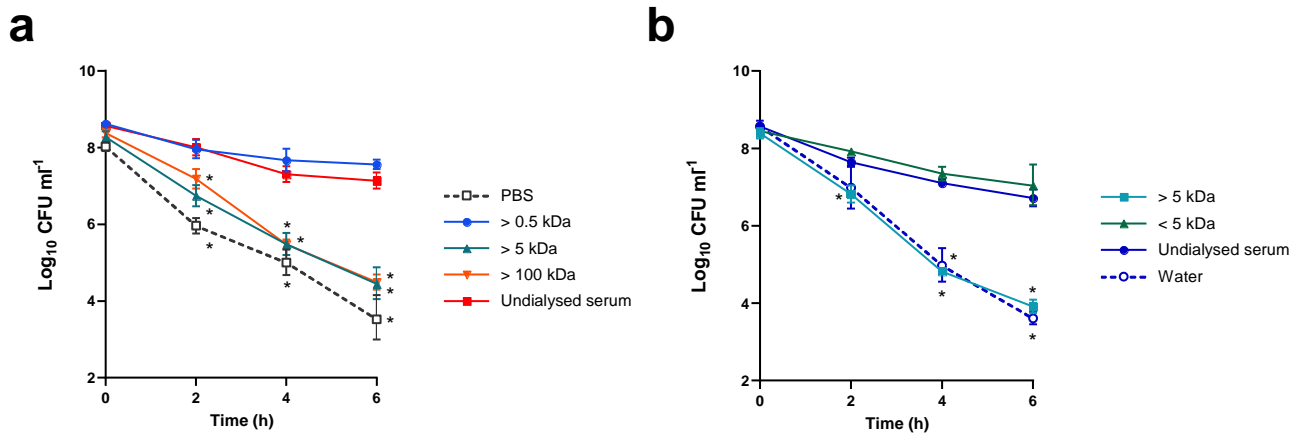 a
10
8
6
4
2
0
2
4
6
Log10 CFU ml-1
Time (h)
* * * * * * * * *
PBS
> 0.5 kDa
> 5 kDa
> 100 kDa
Undialysed serum
b
10
8
6
4
2
0
2
4
6
Log10 CFU ml-1
Time (h)
* * * * *
> 5 kDa
< 5 kDa
Undialysed serum
Water